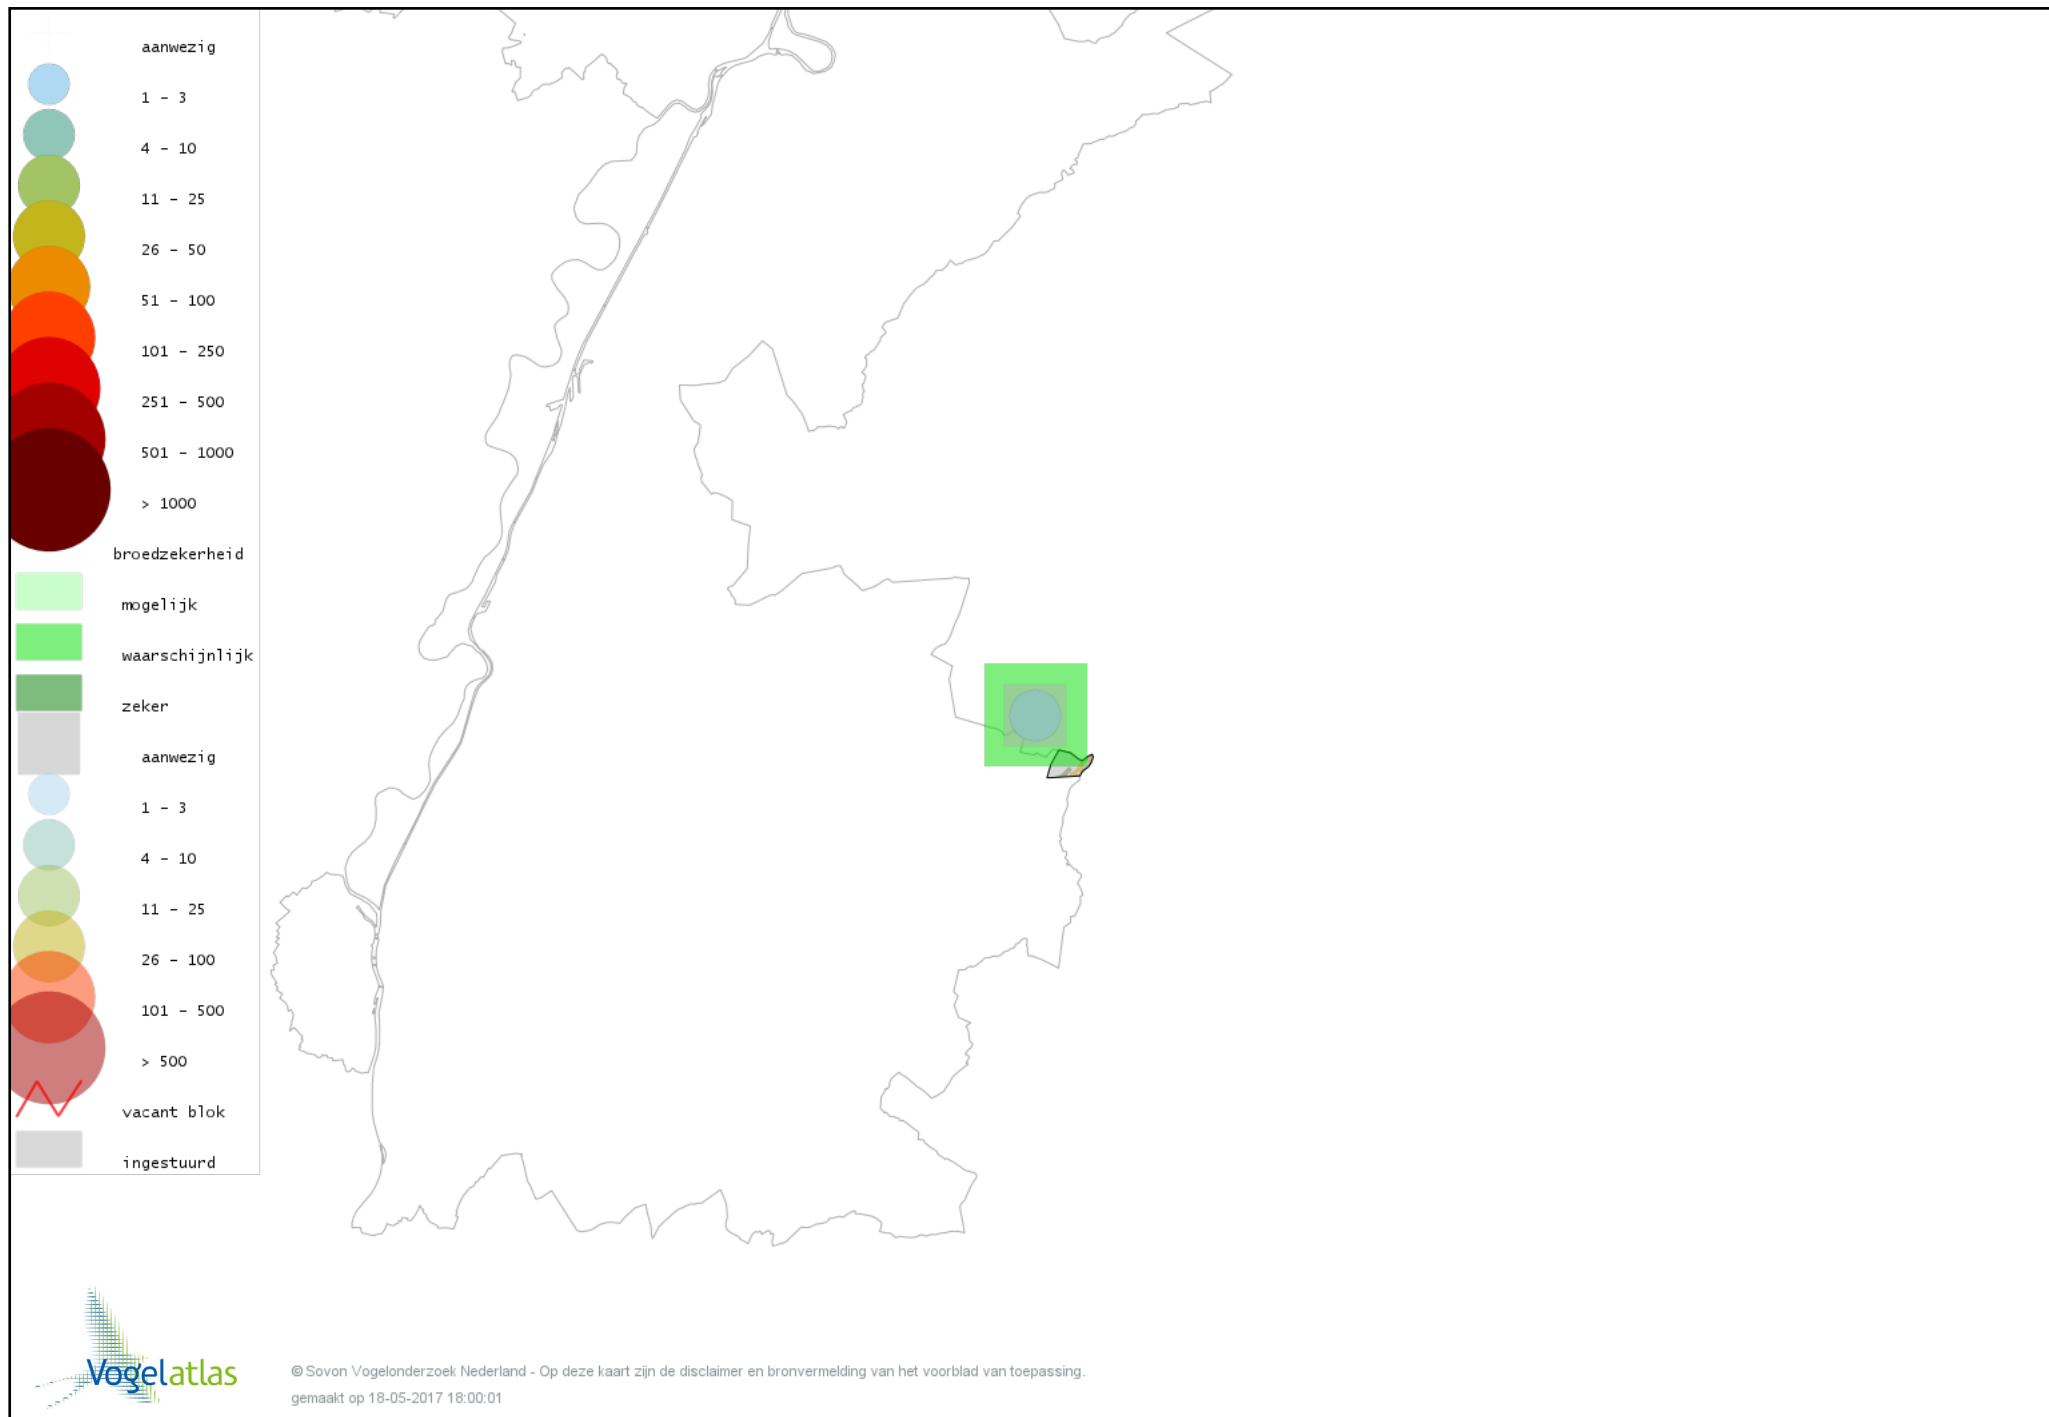 aanwezig
1 - 3
4 - 10
11 - 25
26 - 50
51 - 100
101 - 250
251 - 500
501 - 1000
> 1000
broedzekerheid
mogelijk
waarschijnlijk
zeker
aanwezig
1 - 3
4 - 10
11 - 25
26 - 100
101 - 500
> 500
vacant blok
ingestuurd
Vogelatlas
© Sovon Vogelonderzoek Nederland - Op deze kaart zijn de disclaimer en bronvermelding van het voorblad van toepassing.
gemaakt op 18-05-2017 18:00:01